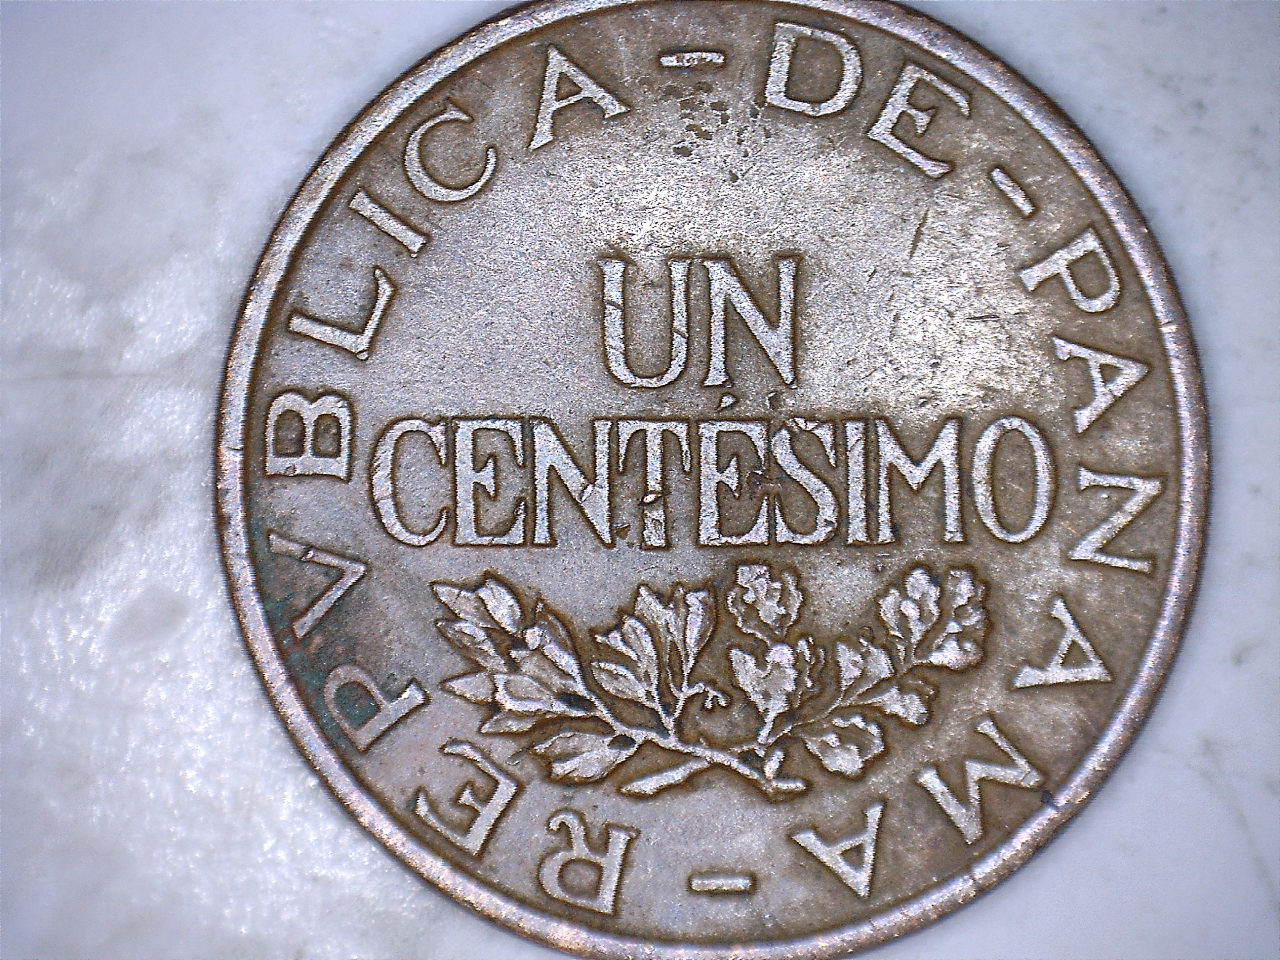 REPVBLICA - DE - PANAMA -
UN
CENTÉSIMO